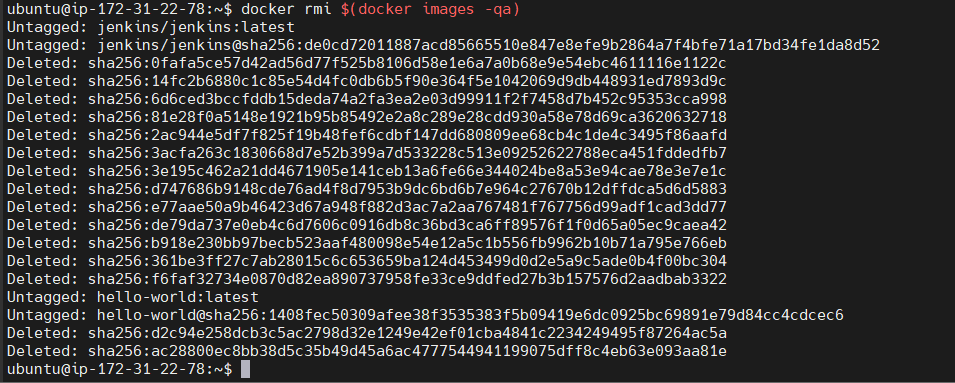 ubuntu@ip-172-31-22-78:~$ docker rmi $(docker images -qa)
Untagged: jenkins/jenkins:latest
Untagged: jenkins/jenkins@sha256:de0cd72011887acd85665510e847e8efe9b2864a7f4bfe71a17bd34fe1da8d52
Deleted: sha256:0fafa5ce57d42ad56d77f525b8106d58e1e6a7a0b68e9e54ebc4611116e1122c
Deleted: sha256:14fc2b6880c1c85e54d4fc0db6b5f90e364f5e1042069d9db448931ed7893d9c
Deleted: sha256:6d6ced3bccfddb15deda74a2fa3ea2e03d99911f2f7458d7b452c95353cca998
Deleted: sha256:81e28f0a5148e1921b95b85492e2a8c289e28cdd930a58e78d69ca3620632718
Deleted: sha256:2ac944e5df7f825f19b48fef6cdbf147dd680809ee68cb4c1de4c3495f86aafd
Deleted: sha256:3acfa263c1830668d7e52b399a7d533228c513e09252622788eca451fddedfb7
Deleted: sha256:3e195c462a21dd4671905e141ceb13a6fe66e344024be8a53e94cae78e3e7e1c
Deleted: sha256:d747686b9148cde76ad4f8d7953b9dc6bd6b7e964c27670b12dffdca5d6d5883
Deleted: sha256:e77aae50a9b46423d67a948f882d3ac7a2aa767481f767756d99adf1cad3dd77
Deleted: sha256:de79da737e0eb4c6d7606c0916db8c36bd3ca6ff89576f1f0d65a05ec9caea42
Deleted: sha256:b918e230bb97becb523aaf480098e54e12a5c1b556fb9962b10b71a795e766eb
Deleted: sha256:361be3ff27c7ab28015c6c653659ba124d453499d0d2e5a9c5ade0b4f00bc304
Deleted: sha256:f6faf32734e0870d82ea890737958fe33ce9ddfed27b3b157576d2aadbab3322
Untagged: hello-world:latest
Untagged: hello-world@sha256:1408fec50309afee38f3535383f5b09419e6dc0925bc69891e79d84cc4cdcec6
Deleted: sha256:d2c94e258dcb3c5ac2798d32e1249e42ef01cba4841c2234249495f87264ac5a
Deleted: sha256:ac28800ec8bb38d5c35b49d45a6ac4777544941199075dff8c4eb63e093aa81e
ubuntu@ip-172-31-22-78:~$